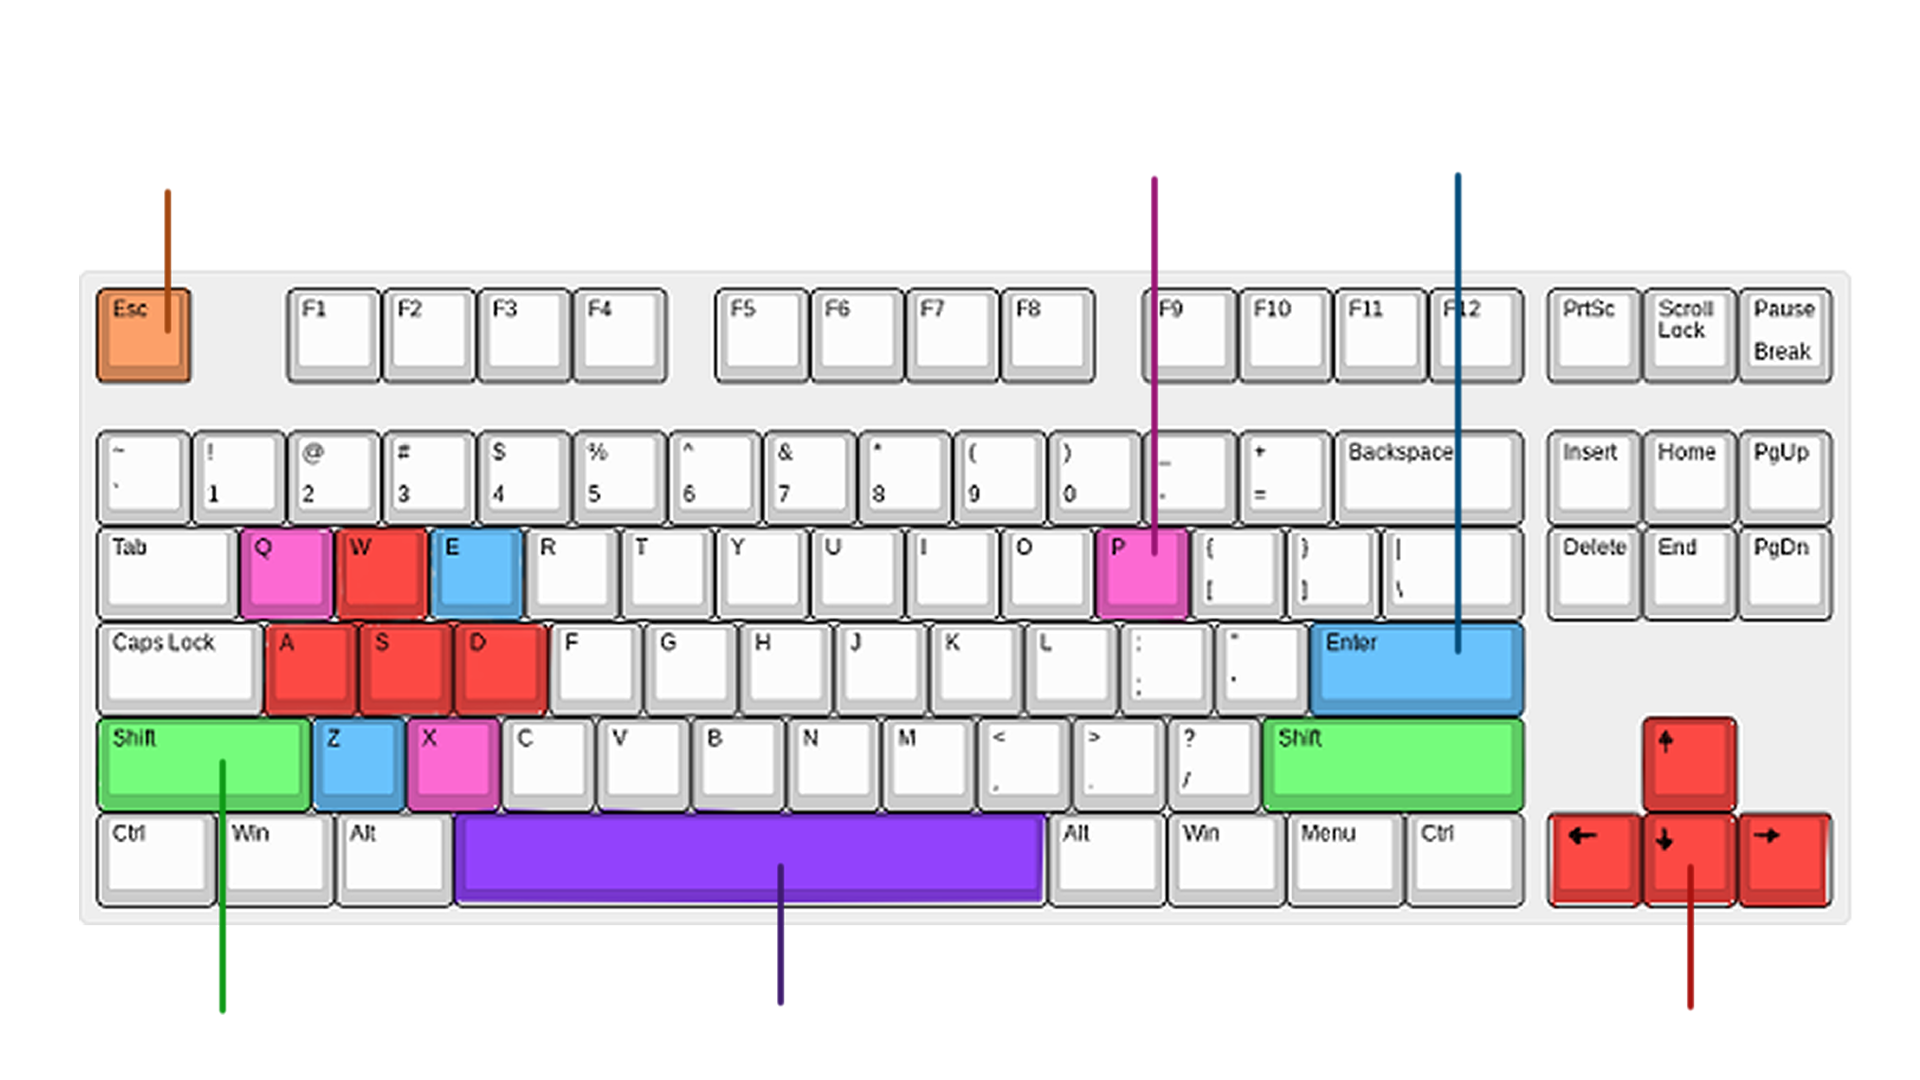 Esc F1 F2 F3 F4 F5 F6 F7 F8 F9 F10 F11 F12 PrtSc Scroll Lock Pause Break
~ ` ! 1 @ 2 # 3 $ 4 % 5 ^ 6 & 7 * 8 ( 9 ) 0 _ - + = Backspace Insert Home PgUp
Tab Q W E R T Y U I O P { [ } ] | \ Delete End PgDn
Caps Lock A S D F G H J K L : ; " ' Enter
Shift Z X C V B N M < , > . ? / Shift ↑
Ctrl Win Alt Alt Win Menu Ctrl ← ↓ →